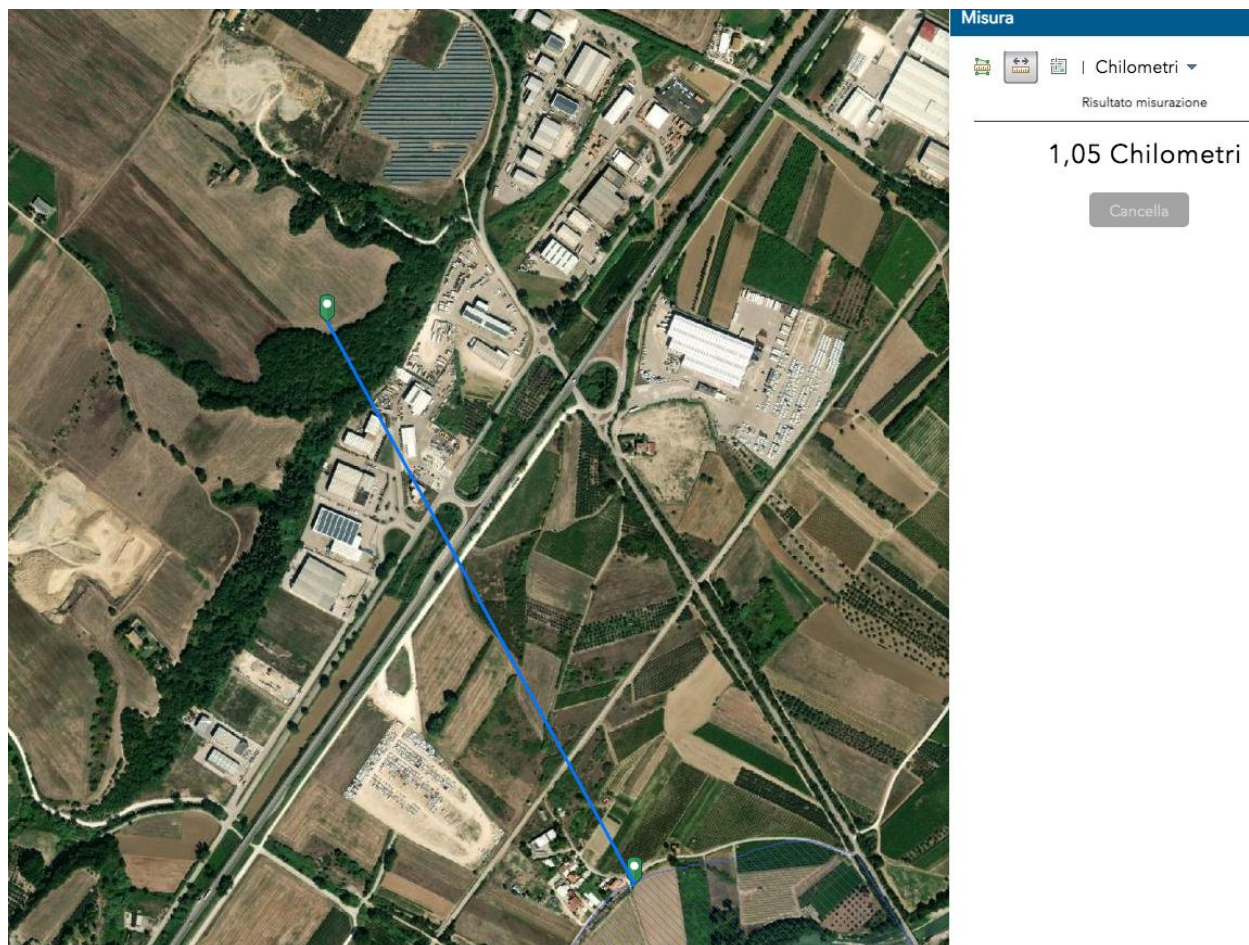 Misura
| Chilometri
Risultato misurazione
1,05 Chilometri
Cancella